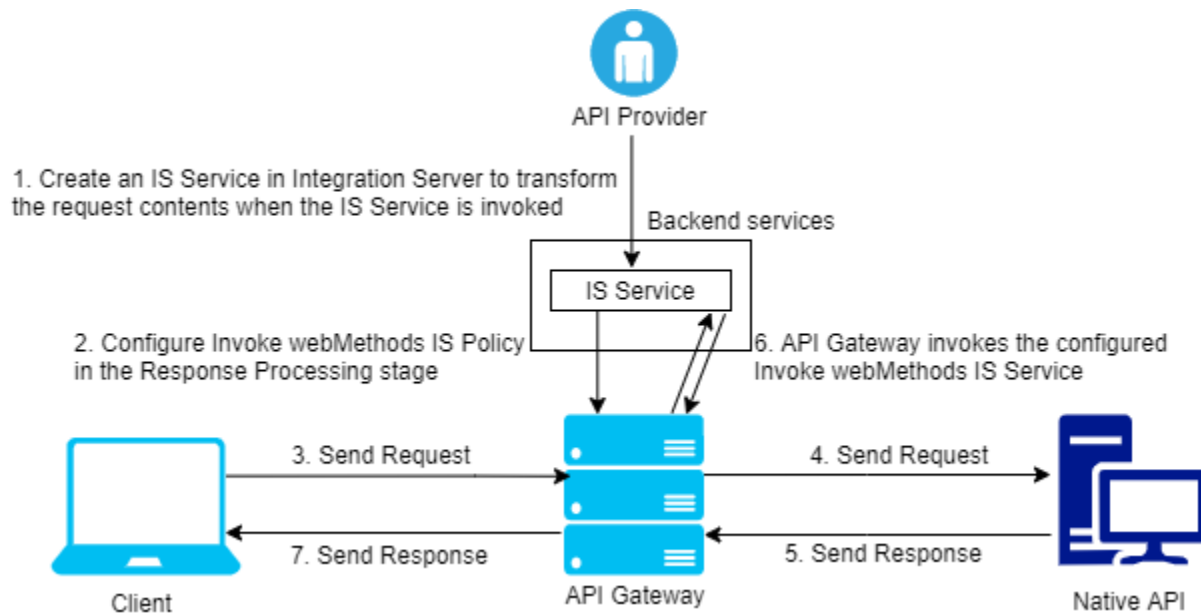 API Provider
1. Create an IS Service in Integration Server to transform
the request contents when the IS Service is invoked
Backend services
IS Service
2. Configure Invoke webMethods IS Policy
in the Response Processing stage
6. API Gateway invokes the configured
Invoke webMethods IS Service
3. Send Request
4. Send Request
7. Send Response
5. Send Response
Client
API Gateway
Native API